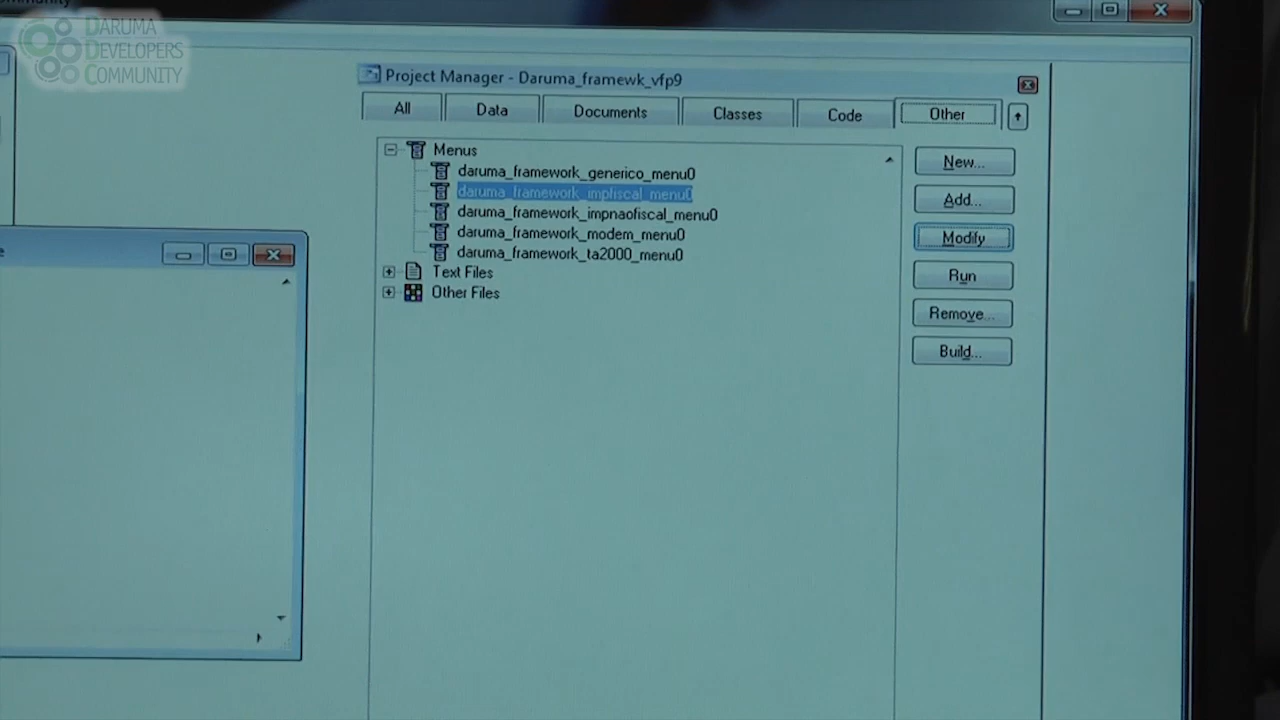 DARUMA
DEVELOPERS
COMMUNITY
Project Manager - Daruma_framewk_vfp9
All
Data
Documents
Classes
Code
Other
Menus
daruma_framework_generico_menu0
daruma_framework_impfiscal_menu0
daruma_framework_impnaofiscal_menu0
daruma_framework_modem_menu0
daruma_framework_ta2000_menu0
Text Files
Other Files
New...
Add...
Modify
Run
Remove...
Build...